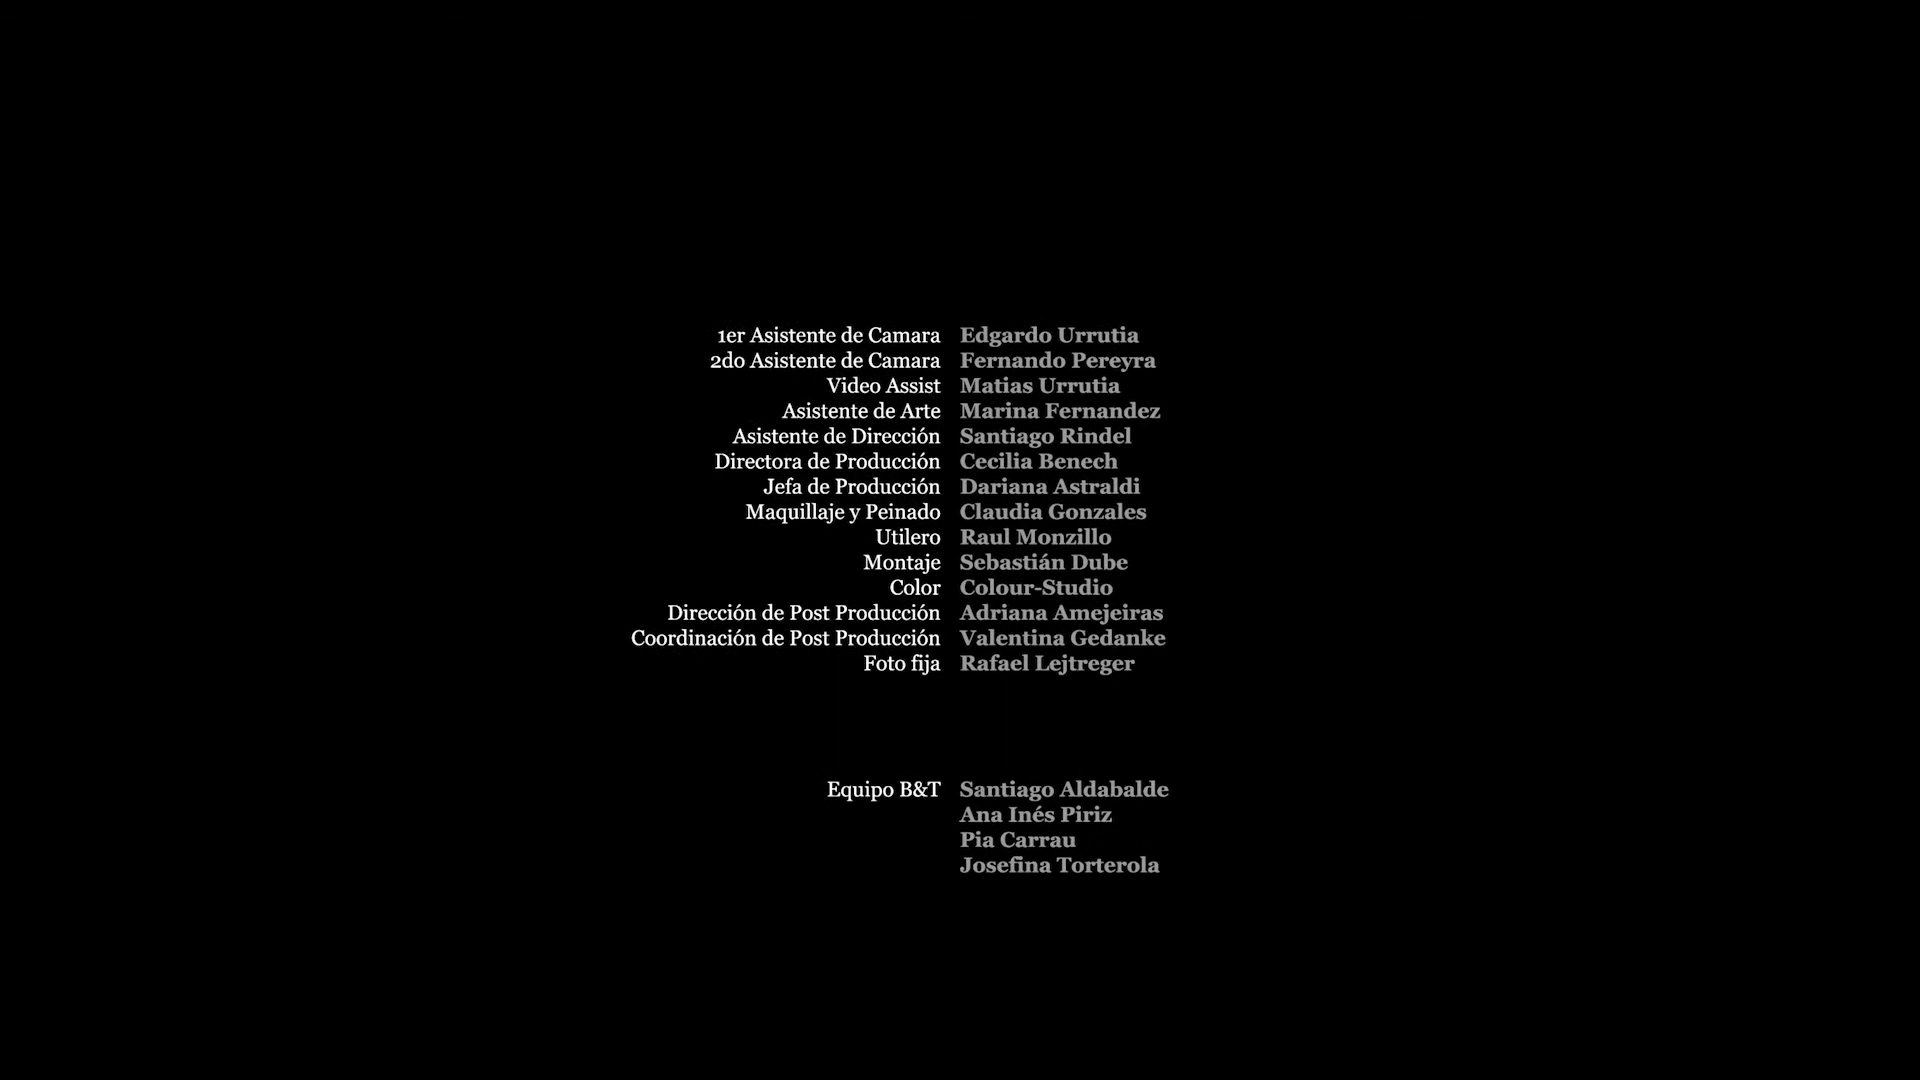 1er Asistente de Camara Edgardo Urrutia
2do Asistente de Camara Fernando Pereyra
Video Assist Matias Urrutia
Asistente de Arte Marina Fernandez
Asistente de Dirección Santiago Rindel
Directora de Producción Cecilia Benech
Jefa de Producción Dariana Astraldi
Maquillaje y Peinado Claudia Gonzales
Utilero Raul Monzillo
Montaje Sebastián Dube
Color Colour-Studio
Dirección de Post Producción Adriana Amejeiras
Coordinación de Post Producción Valentina Gedanke
Foto fija Rafael Lejtreger
Equipo B&T Santiago Aldabalde
Ana Inés Piriz
Pia Carrau
Josefina Torterola